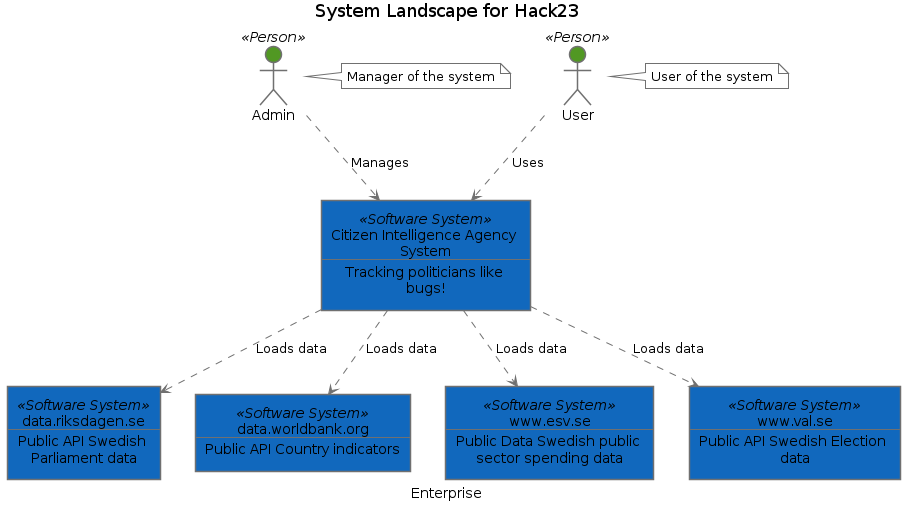 System Landscape for Hack23
«Person»
Admin
Manager of the system
«Person»
User
User of the system
Manages
Uses
«Software System»
Citizen Intelligence Agency
System
Tracking politicians like
bugs!
Loads data
Loads data
Loads data
Loads data
«Software System»
data.riksdagen.se
Public API Swedish
Parliament data
«Software System»
data.worldbank.org
Public API Country indicators
«Software System»
www.esv.se
Public Data Swedish public
sector spending data
«Software System»
www.val.se
Public API Swedish Election
data
Enterprise